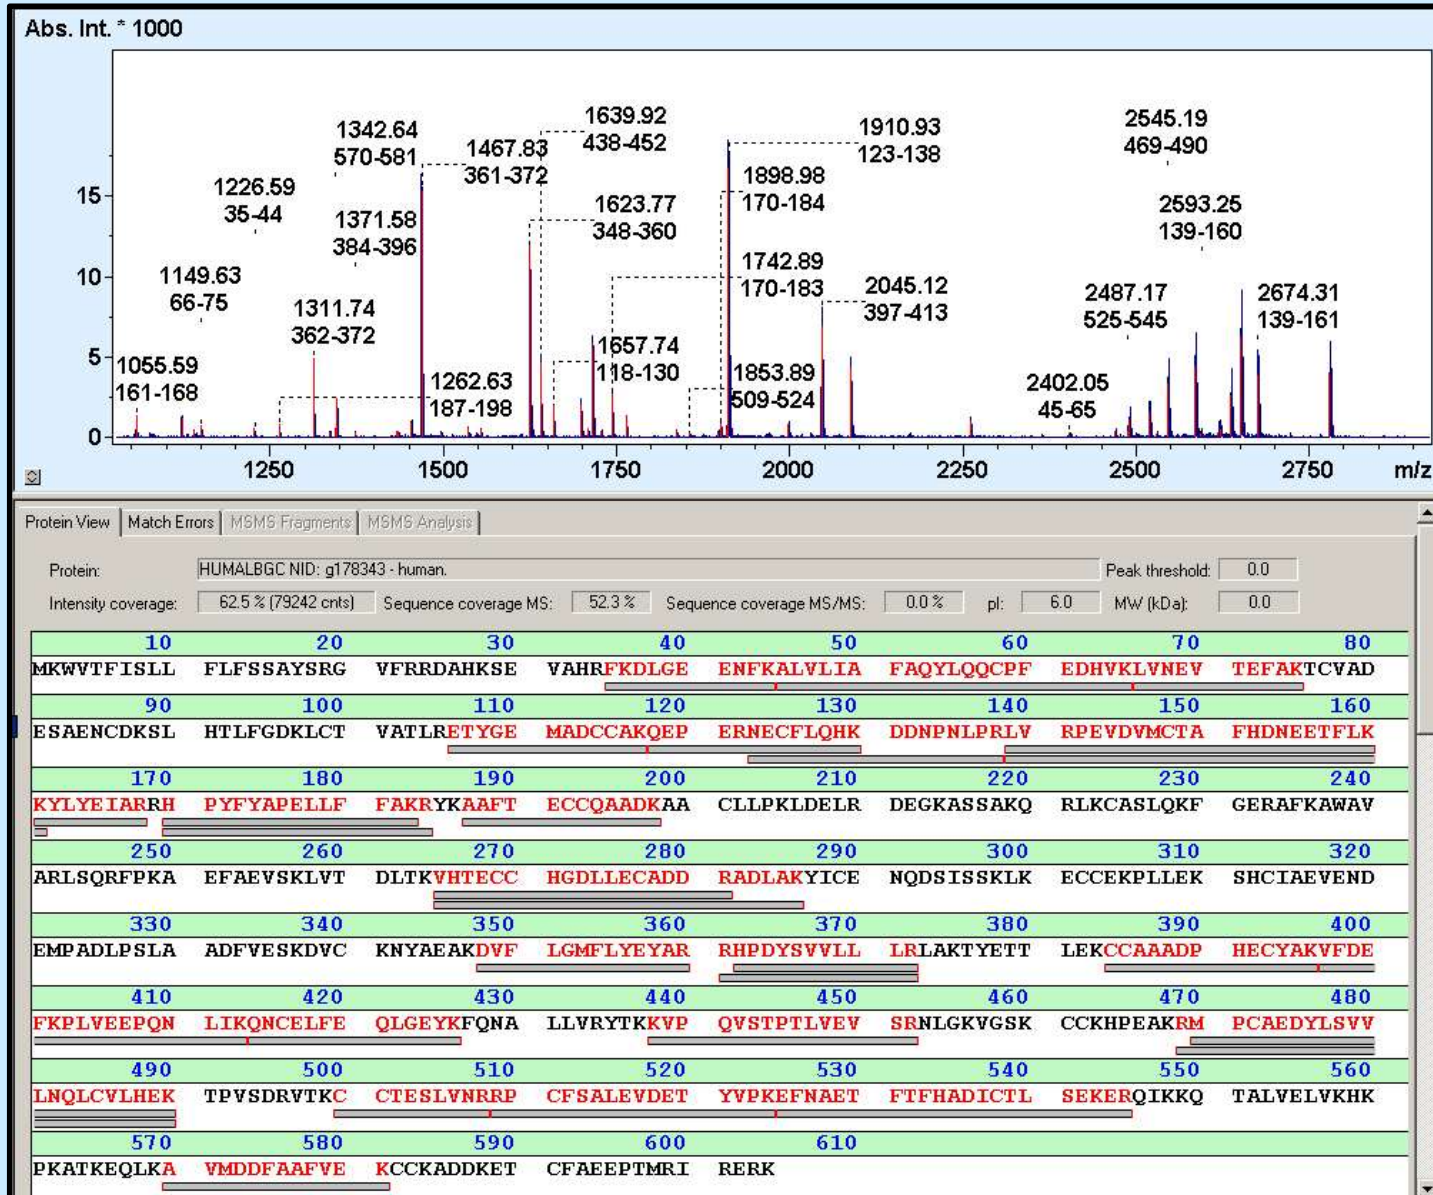 Abs. Int. * 1000
1639.92
438-452
1342.64
570-581
1467.83
361-372
1910.93
123-138
2545.19
469-490
1226.59
35-44
1898.98
170-184
1371.58
384-396
1623.77
348-360
2593.25
139-160
1149.63
66-75
1742.89
170-183
2045.12
397-413
1311.74
362-372
2487.17
525-545
2674.31
139-161
1055.59
161-168
1262.63
187-198
1657.74
118-130
1853.89
509-524
2402.05
45-65
15
10
5
0
1250 1500 1750 2000 2250 2500 2750 m/z
Protein View Match Errors MSMS Fragments MSMS Analysis
Protein: HUMALBGC NID: g178343 - human. Peak threshold: 0.0
Intensity coverage: 62.5 % (79242 cnts) Sequence coverage MS: 52.3 % Sequence coverage MS/MS: 0.0 % pI: 6.0 MW (kDa): 0.0
10 20 30 40 50 60 70 80
MKWVTFISLL FLFSSAYSRG VFRRDAHKSE VAHRFKDLGE ENFKALVLIA FAQYLQQCPF EDHVKLVNEV TEFAKTCVAD
90 100 110 120 130 140 150 160
ESAENCDKSL HTLFGDKLCT VATLRETYGE MADCCAKQEP ERNECFLQHK DDNPNLPRLV RPEVDVMCTA FHDNEETFLK
170 180 190 200 210 220 230 240
KYLYEIARRH PYFYAPELLF FAKRYKAAFT ECCQAADKAA CLLPKLDELR DEGKASSAKQ RLKCASLQKF GERAFKAWAV
250 260 270 280 290 300 310 320
ARLSQRFPKA EFAEVSKLVT DLTKVHTECC HGDLLECADD RADLAKYICE NQDSISSKLK ECCEKPLLEK SHCIAEVEND
330 340 350 360 370 380 390 400
EMPADLPSLA ADFVESKDVC KNYAEAKDVF LGMFLYEYAR RHPDYSVVLL LRLAKTYETT LEKCCAAADP HECYAKVFDE
410 420 430 440 450 460 470 480
FKPLVEEPQN LIKQNCELFE QLGEYKFQNA LLVRYTKKVP QVSTPTLVEV SRNLGKVGSK CCKHPEAKRM PCAEDYLSVV
490 500 510 520 530 540 550 560
LNQLCVLHEK TPVSDRVTKC CTESLVNRRP CFSALEVDET YVPKEFNAET FTFHADICTL SEKERQIKKQ TALVELVKHK
570 580 590 600 610
PKATKEQLKA VMDDFAAFVE KCCKADDKET CFAEEPTMRI RERK